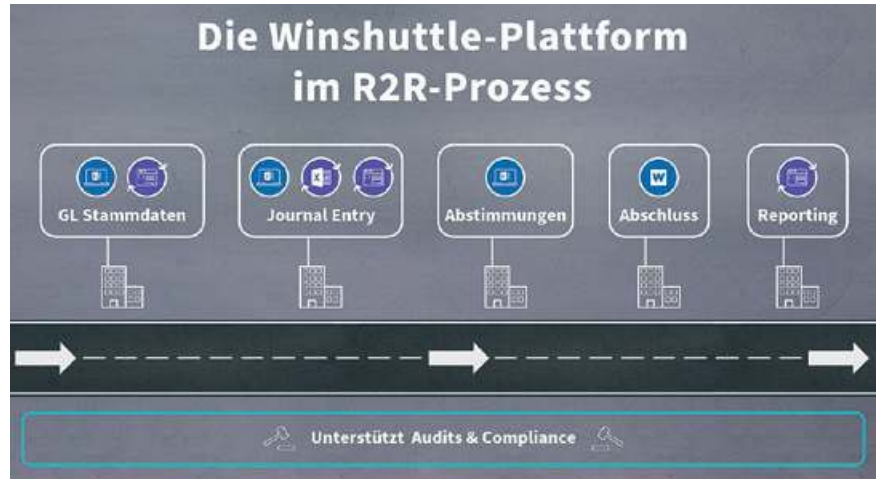 Die Winshuttle-Plattform
im R2R-Prozess
GL Stammdaten
Journal Entry
Abstimmungen
Abschluss
Reporting
Unterstützt Audits & Compliance